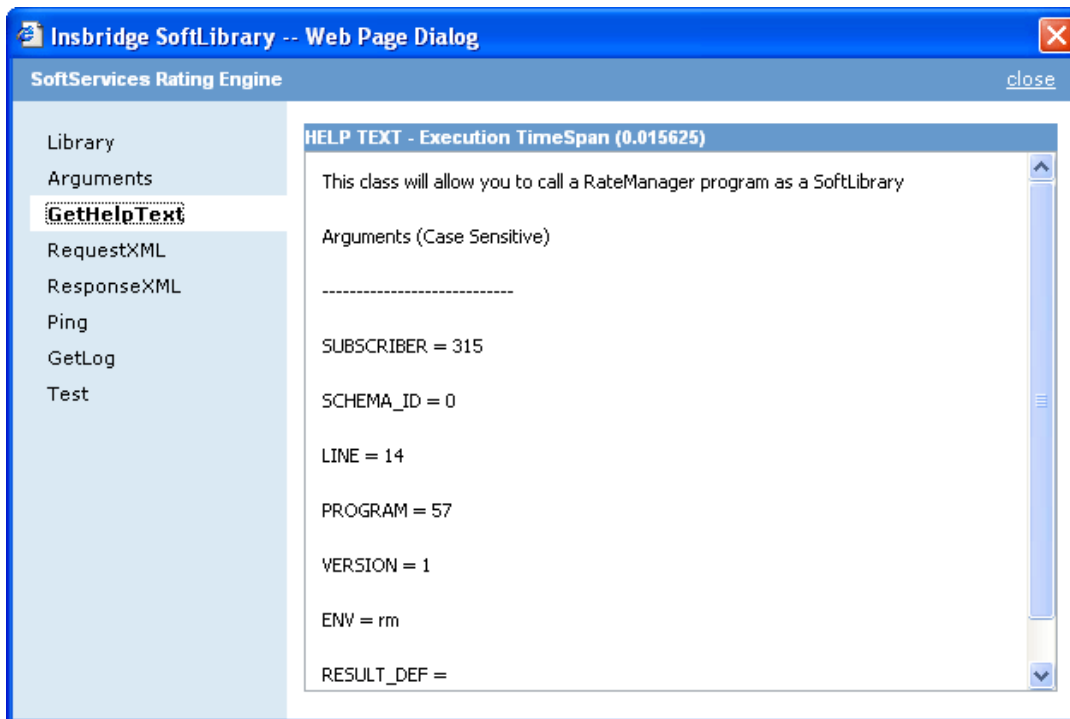 Insbridge SoftLibrary -- Web Page Dialog
SoftServices Rating Engine
close
Library
Arguments
GetHelpText
RequestXML
ResponseXML
Ping
GetLog
Test
HELP TEXT - Execution TimeSpan (0.015625)
This class will allow you to call a RateManager program as a SoftLibrary
Arguments (Case Sensitive)
----------------------------
SUBSCRIBER = 315
SCHEMA_ID = 0
LINE = 14
PROGRAM = 57
VERSION = 1
ENV = rm
RESULT_DEF =